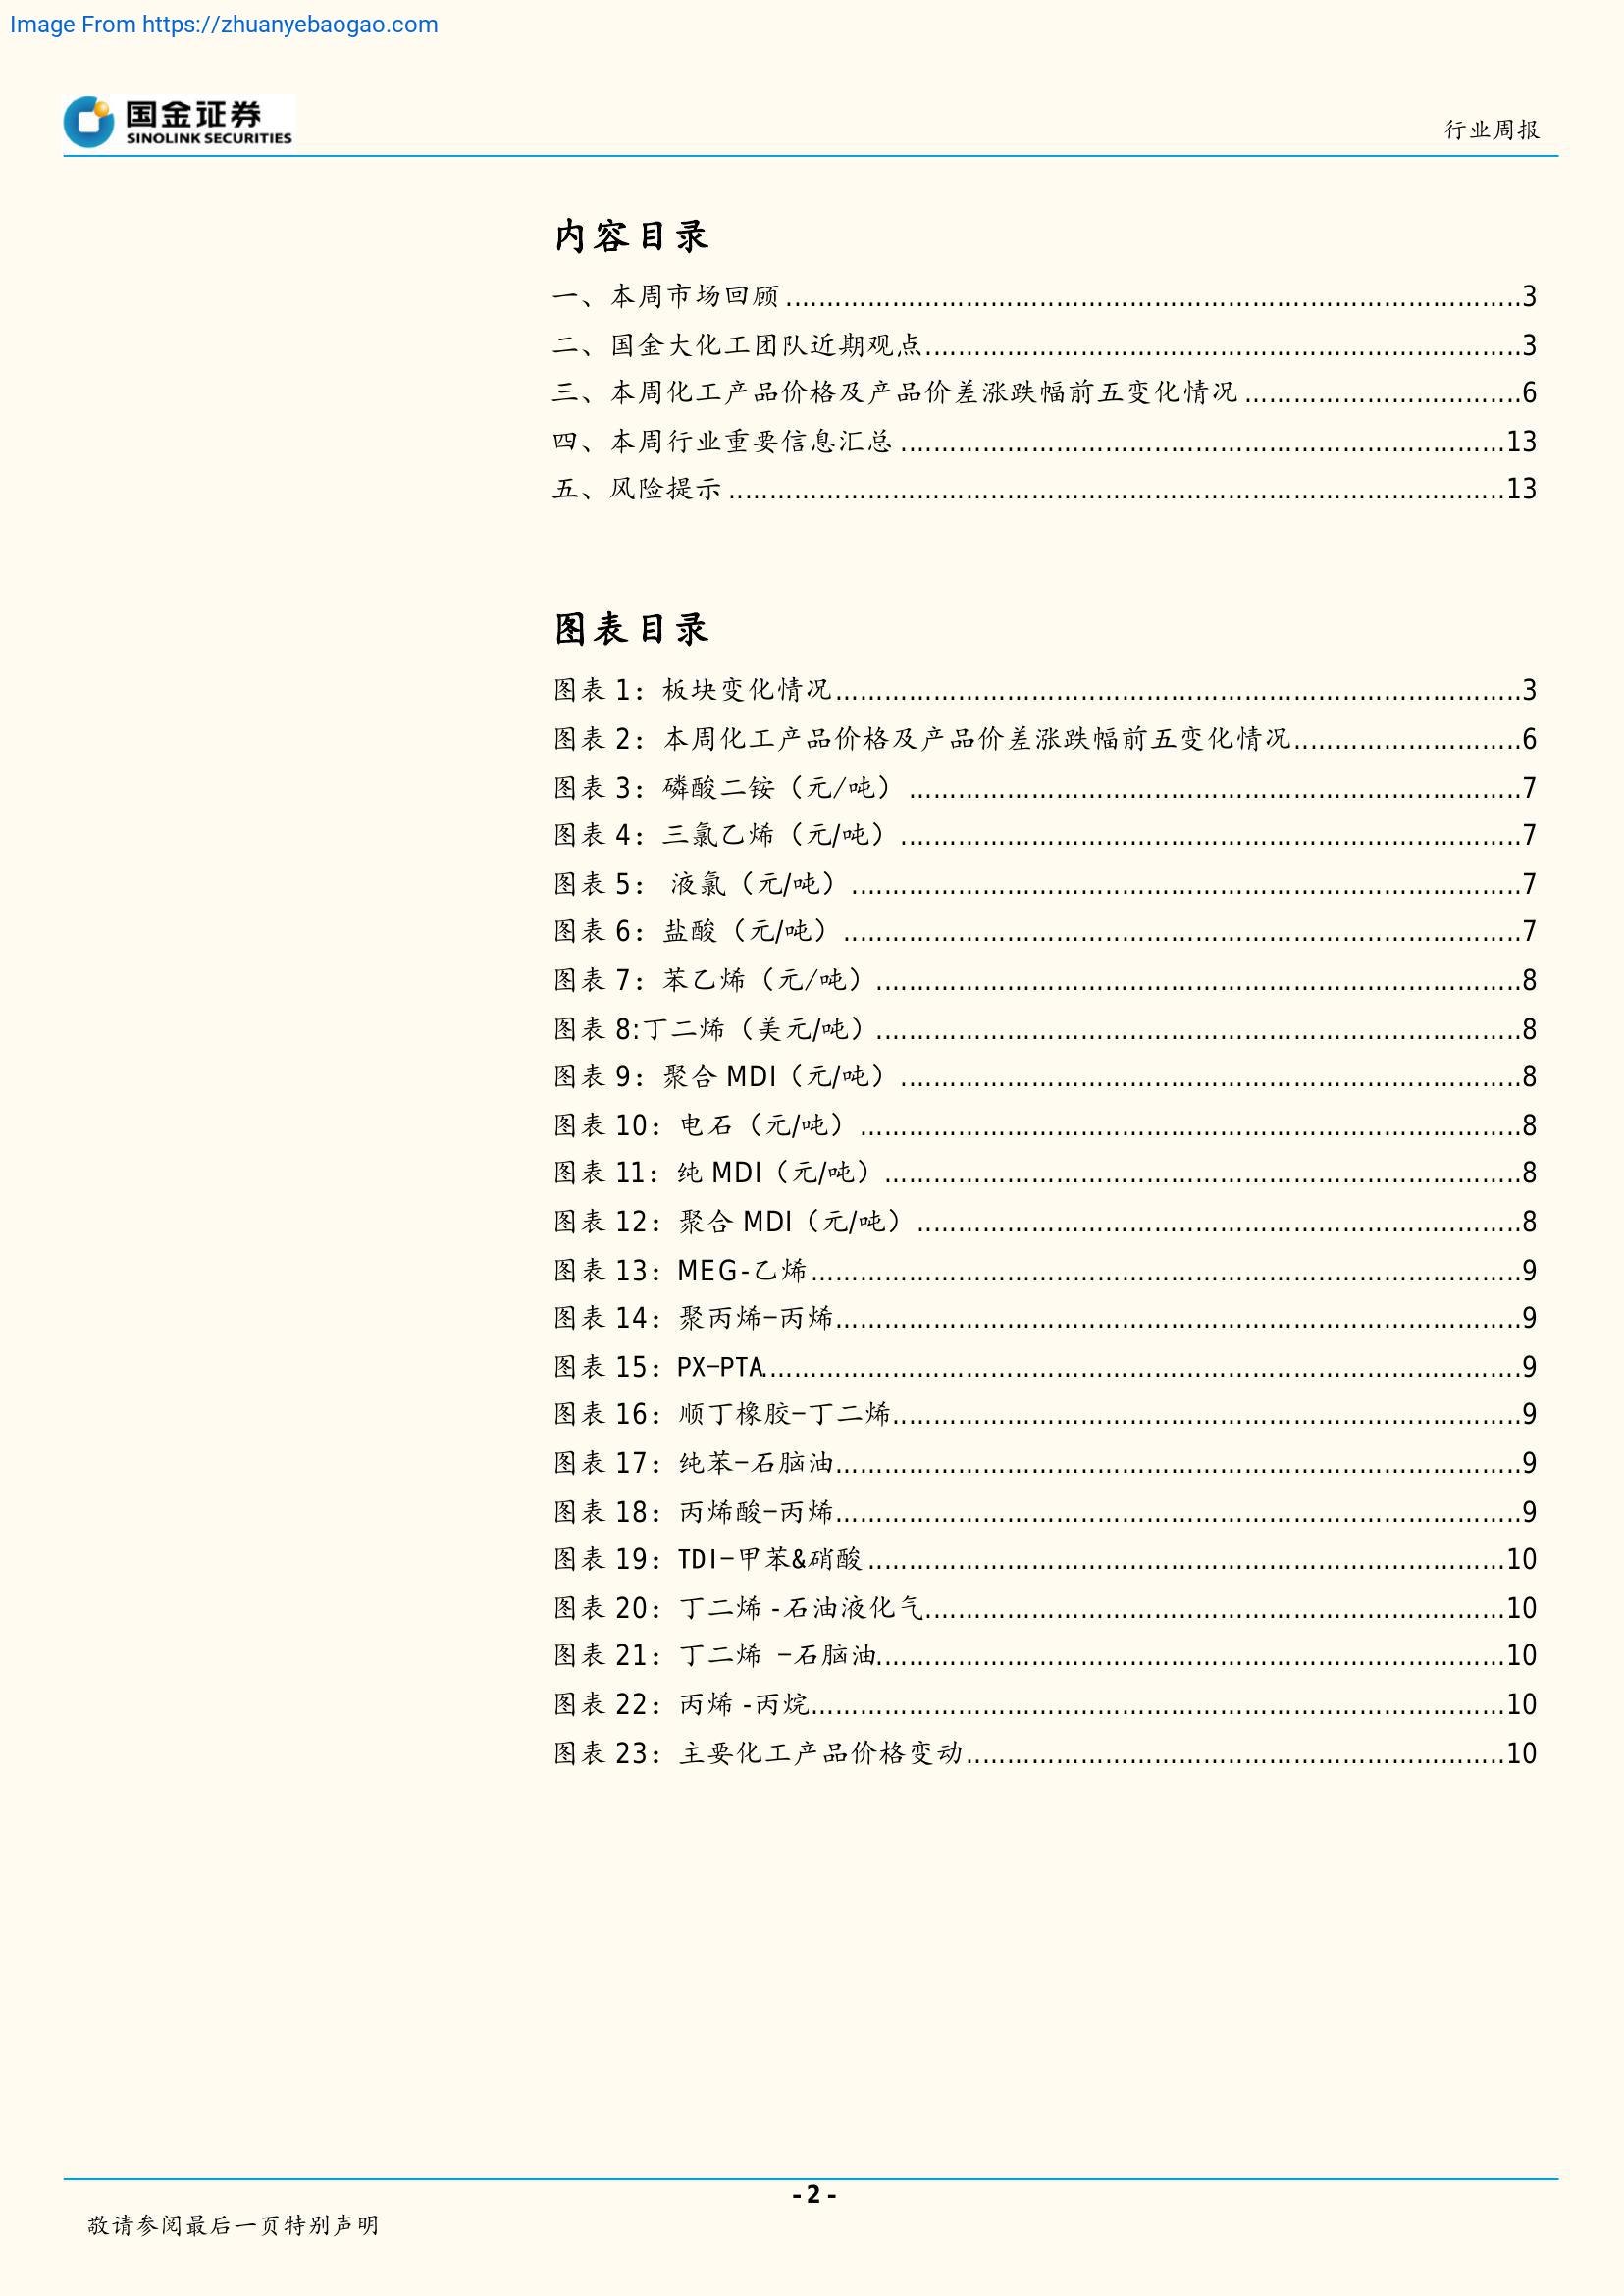 Image From https://zhuanyebaogao.com
国金证券
SINOLINK SECURITIES
行业周报
内容目录
一、本周市场回顾 ........ 3
二、国金大化工团队近期观点 ........ 3
三、本周化工产品价格及产品价差涨跌幅前五变化情况 ........ 6
四、本周行业重要信息汇总 ........ 13
五、风险提示 ........ 13
图表目录
图表 1：板块变化情况 ........ 3
图表 2：本周化工产品价格及产品价差涨跌幅前五变化情况 ........ 6
图表 3：磷酸二铵（元/吨） ........ 7
图表 4：三氯乙烯（元/吨） ........ 7
图表 5： 液氯（元/吨） ........ 7
图表 6：盐酸（元/吨） ........ 7
图表 7：苯乙烯（元/吨） ........ 8
图表 8:丁二烯（美元/吨） ........ 8
图表 9：聚合 MDI（元/吨） ........ 8
图表 10：电石（元/吨） ........ 8
图表 11：纯 MDI（元/吨） ........ 8
图表 12：聚合 MDI（元/吨） ........ 8
图表 13：MEG-乙烯 ........ 9
图表 14：聚丙烯-丙烯 ........ 9
图表 15：PX-PTA ........ 9
图表 16：顺丁橡胶-丁二烯 ........ 9
图表 17：纯苯-石脑油 ........ 9
图表 18：丙烯酸-丙烯 ........ 9
图表 19：TDI-甲苯&硝酸 ........ 10
图表 20：丁二烯 -石油液化气 ........ 10
图表 21：丁二烯 -石脑油 ........ 10
图表 22：丙烯 -丙烷 ........ 10
图表 23：主要化工产品价格变动 ........ 10
- 2 -
敬请参阅最后一页特别声明